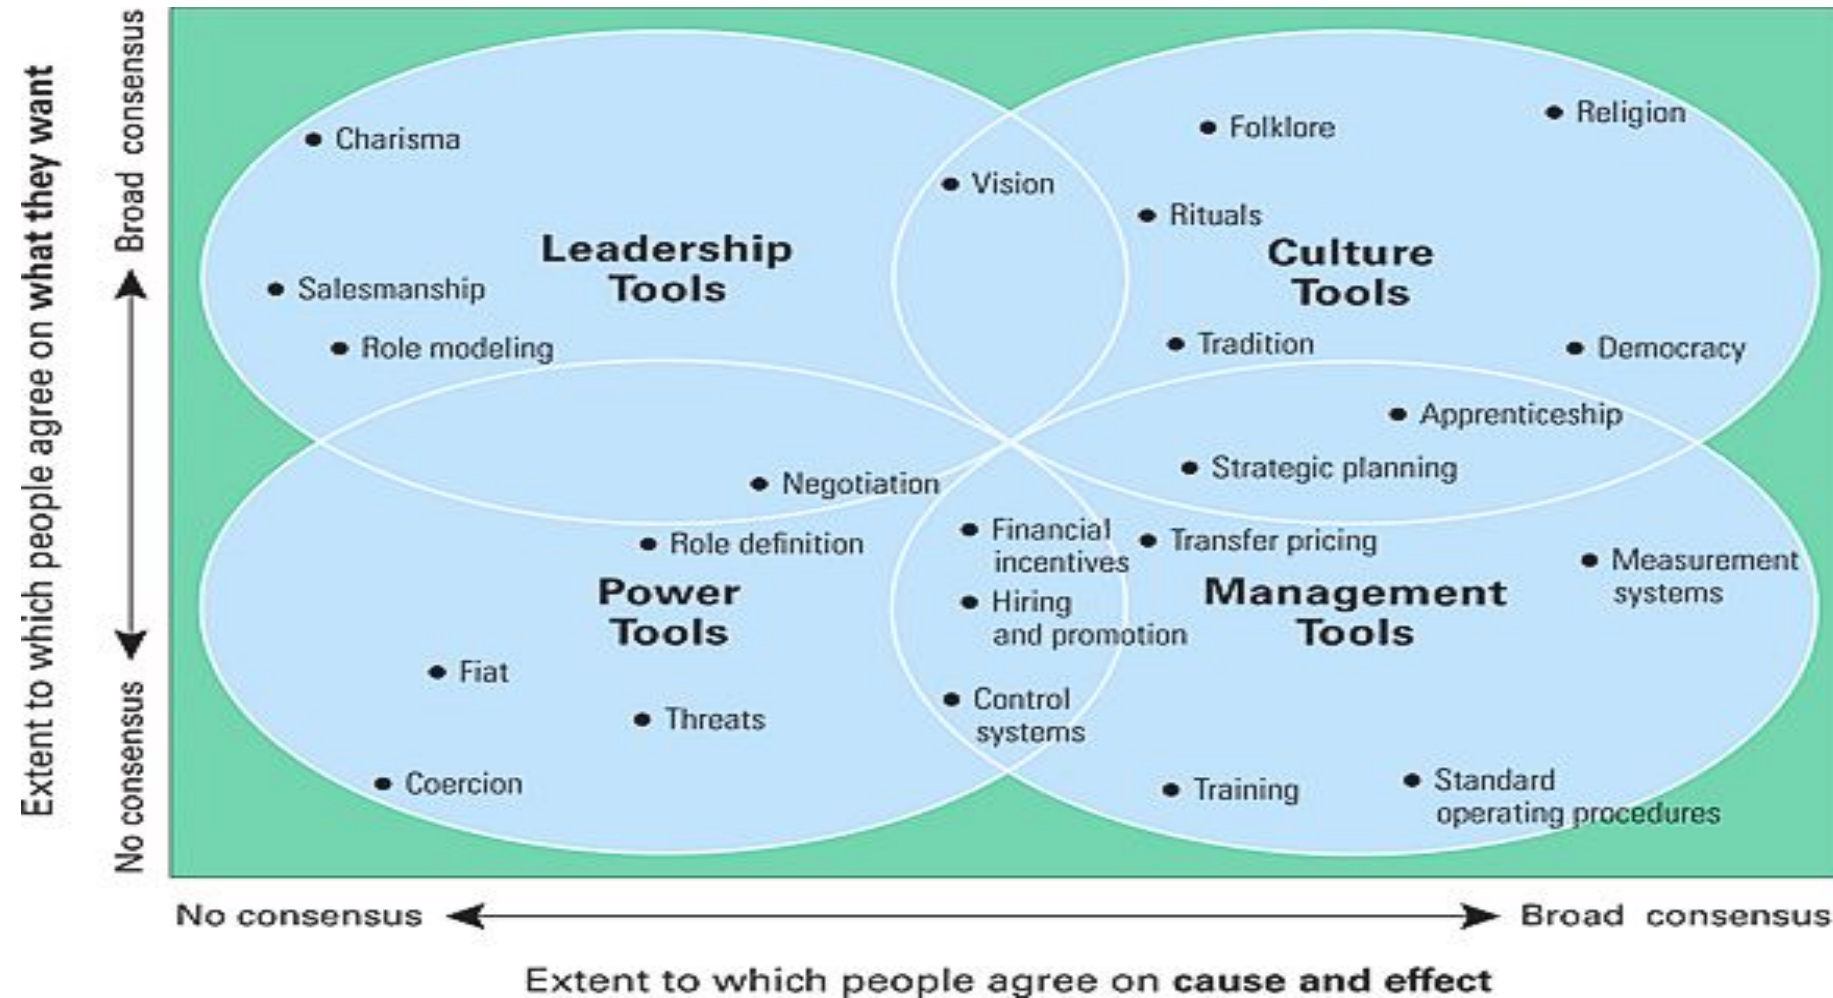 Extent to which people agree on what they want
Broad consensus
No consensus
Charisma
Salesmanship
Role modeling
Leadership
Tools
Vision
Folklore
Religion
Rituals
Culture
Tools
Tradition
Democracy
Apprenticeship
Strategic planning
Negotiation
Role definition
Power
Tools
Fiat
Threats
Coercion
Financial
incentives
Hiring
and promotion
Control
systems
Transfer pricing
Measurement
systems
Management
Tools
Training
Standard
operating procedures
No consensus
Broad consensus
Extent to which people agree on cause and effect